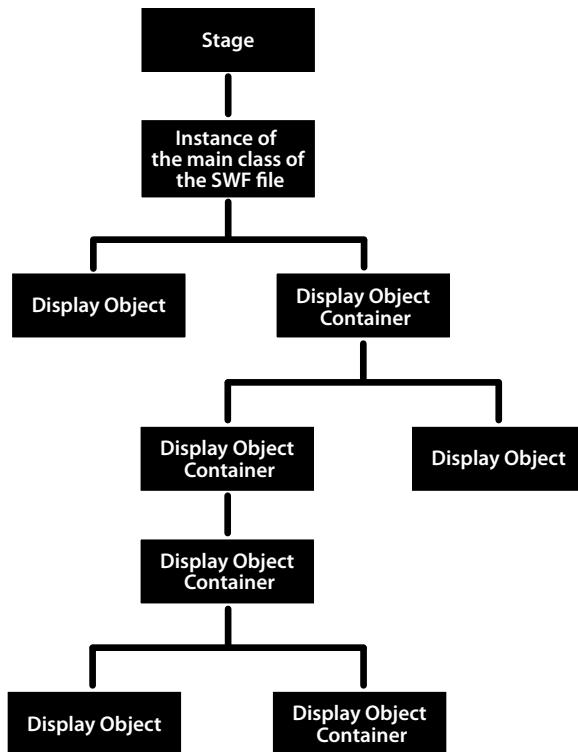 Stage
Instance of
the main class of
the SWF file
Display Object
Display Object
Container
Display Object
Container
Display Object
Display Object
Container
Display Object
Display Object
Container